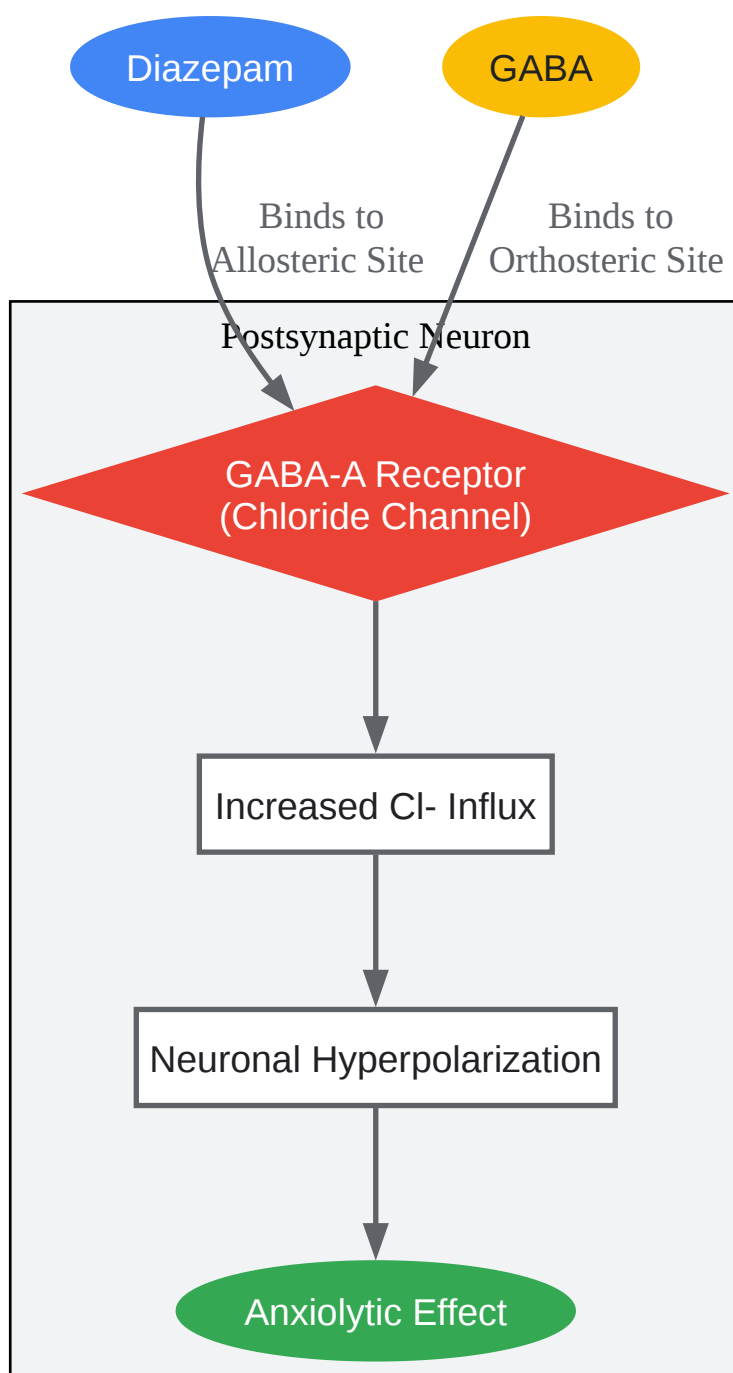 Diazepam
GABA
Binds to
Allosteric Site
Binds to
Orthosteric Site
Postsynaptic Neuron
GABA-A Receptor
(Chloride Channel)
Increased Cl- Influx
Neuronal Hyperpolarization
Anxiolytic Effect